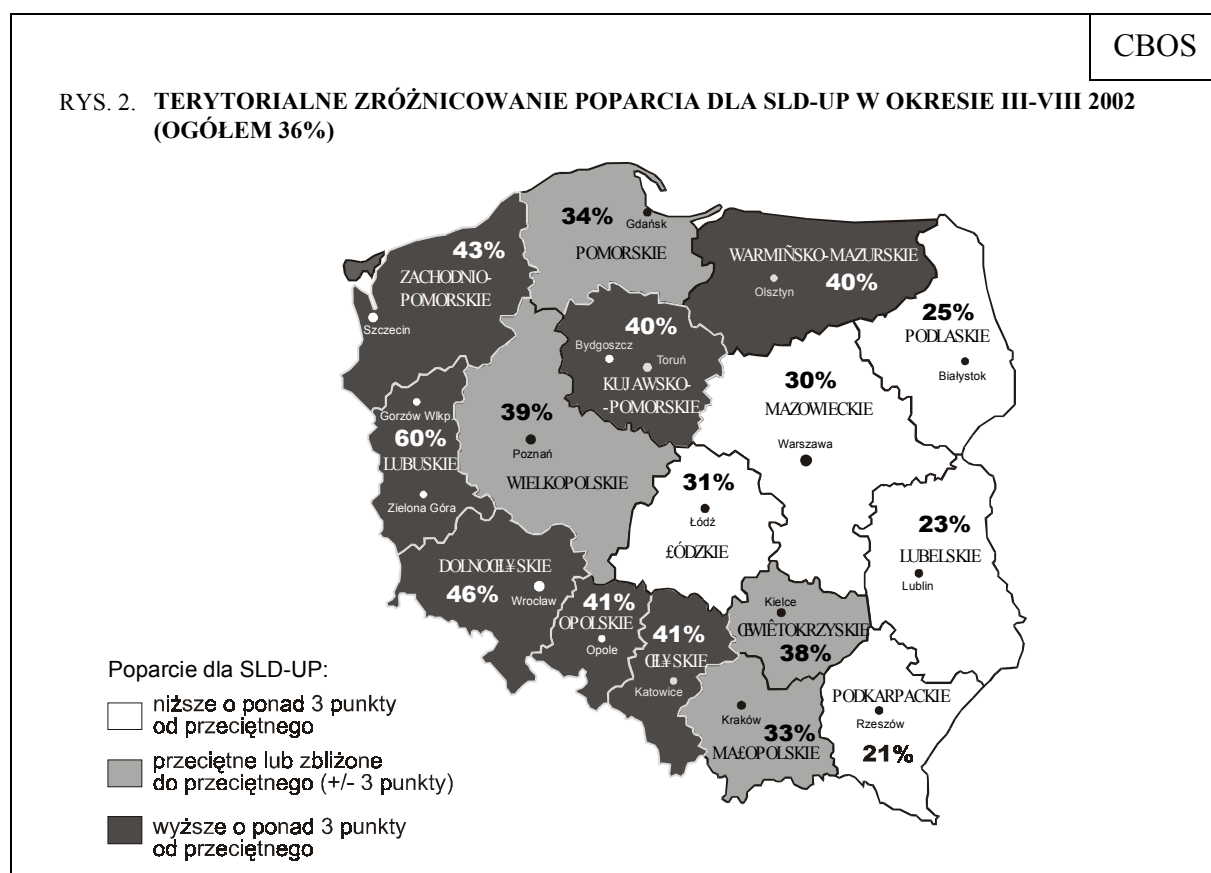 CBOS
RYS. 2. TERYTORIALNE ZRÓŻNICOWANIE POPARCIA DLA SLD-UP W OKRESIE III-VIII 2002
(OGÓŁEM 36%)
34%
Gdańsk
POMORSKIE
43%
ZACHODNIO-
POMORSKIE
Szczecin
WARMIÑSKO-MAZURSKIE
Olsztyn
40%
25%
PODLASKIE
Białystok
40%
Bydgoszcz
Toruń
KUJAWSKO-
-POMORSKIE
30%
MAZOWIECKIE
Warszawa
Gorzów Wlkp.
60%
LUBUSKIE
Zielona Góra
39%
Poznań
WIELKOPOLSKIE
31%
Łódź
£ÓDZKIE
23%
LUBELSKIE
Lublin
DOLNOŒL¥SKIE
46%
Wrocław
41%
OPOLSKIE
Opole
41%
ŒL¥SKIE
Katowice
Kielce
ŒWIÊTOKRZYSKIE
38%
Kraków
33%
MA£OPOLSKIE
PODKARPACKIE
Rzeszów
21%
Poparcie dla SLD-UP:
niższe o ponad 3 punkty
od przeciętnego
przeciętne lub zbliżone
do przeciętnego (+/- 3 punkty)
wyższe o ponad 3 punkty
od przeciętnego